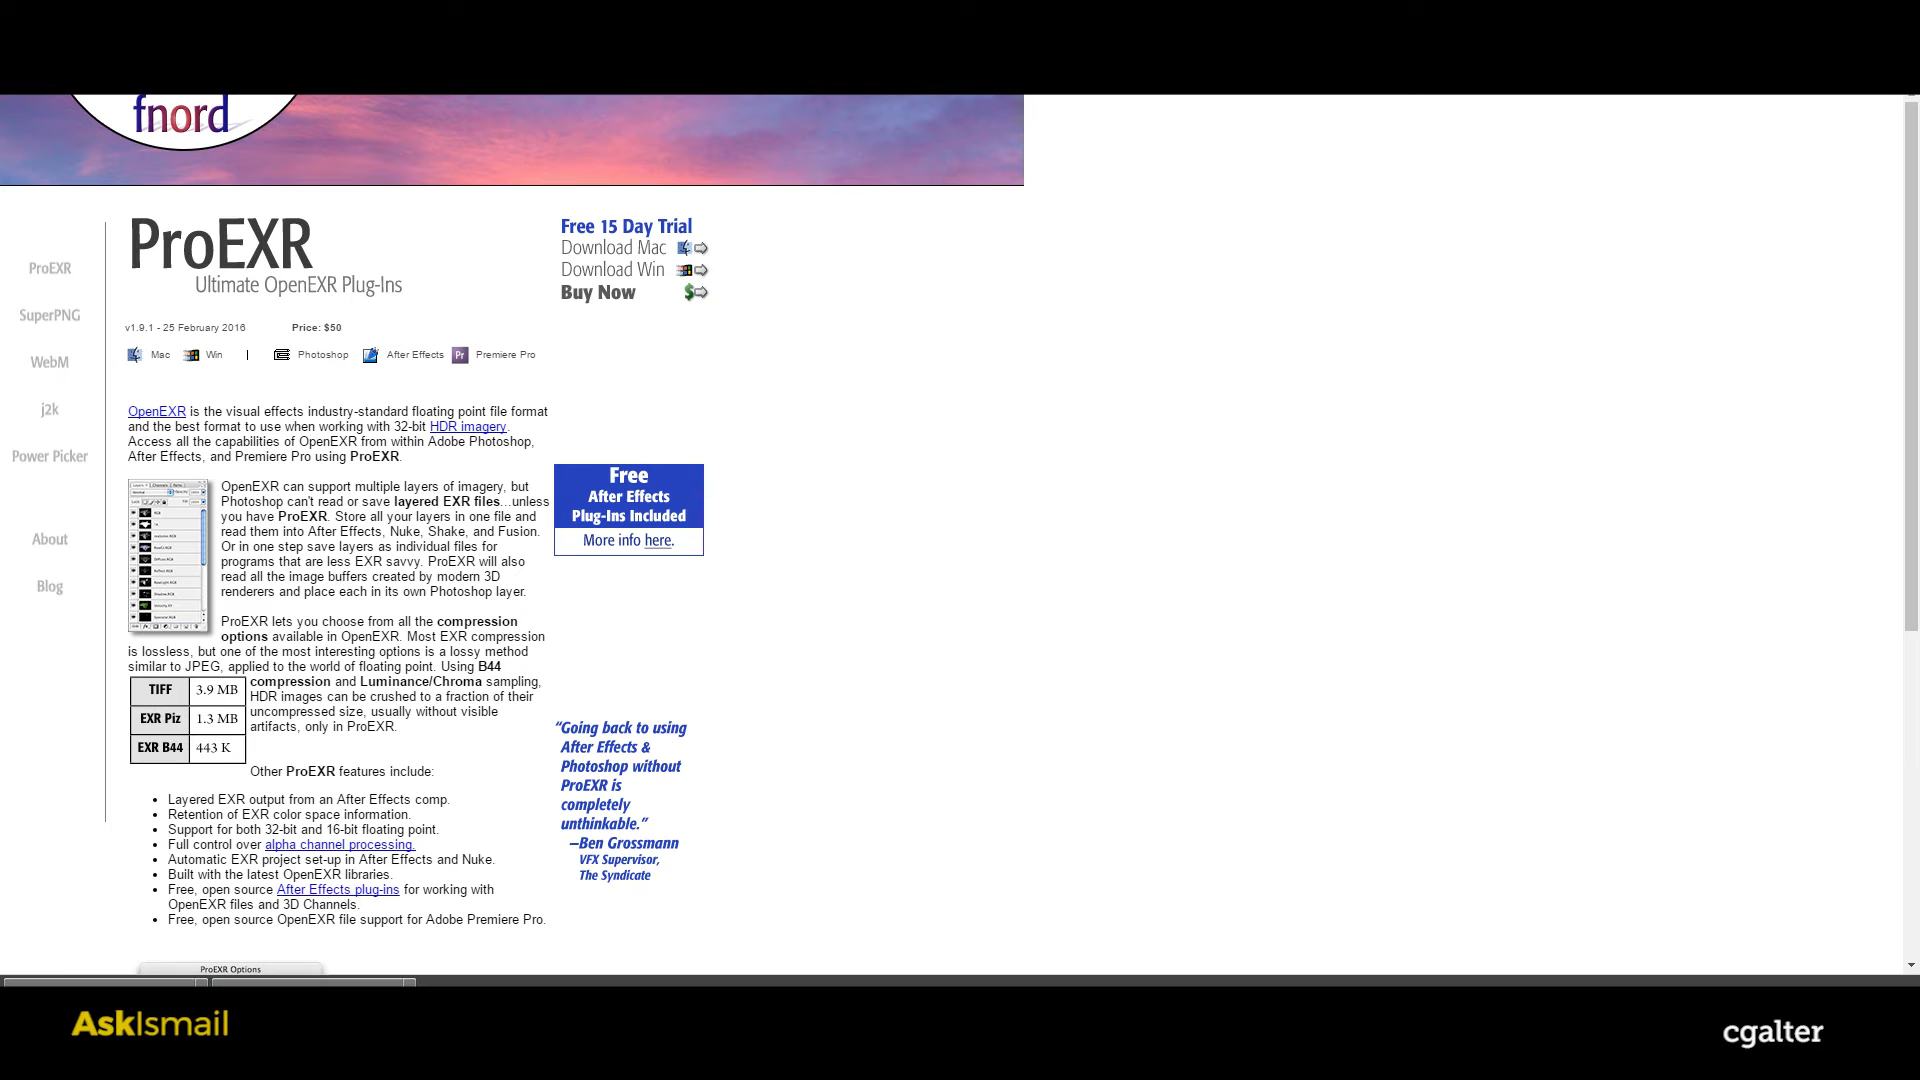 fnord
ProEXR
SuperPNG
WebM
j2k
Power Picker
About
Blog
ProEXR
Ultimate OpenEXR Plug-Ins
v1.9.1 - 25 February 2016 Price: $50
Mac Win | Photoshop After Effects Pr Premiere Pro
OpenEXR is the visual effects industry-standard floating point file format
and the best format to use when working with 32-bit HDR imagery.
Access all the capabilities of OpenEXR from within Adobe Photoshop,
After Effects, and Premiere Pro using ProEXR.
OpenEXR can support multiple layers of imagery, but
Photoshop can't read or save layered EXR files...unless
you have ProEXR. Store all your layers in one file and
read them into After Effects, Nuke, Shake, and Fusion.
Or in one step save layers as individual files for
programs that are less EXR savvy. ProEXR will also
read all the image buffers created by modern 3D
renderers and place each in its own Photoshop layer.
ProEXR lets you choose from all the compression
options available in OpenEXR. Most EXR compression
is lossless, but one of the most interesting options is a lossy method
similar to JPEG, applied to the world of floating point. Using B44
compression and Luminance/Chroma sampling,
HDR images can be crushed to a fraction of their
uncompressed size, usually without visible
artifacts, only in ProEXR.
TIFF 3.9 MB
EXR Piz 1.3 MB
EXR B44 443 K
Other ProEXR features include:
• Layered EXR output from an After Effects comp.
• Retention of EXR color space information.
• Support for both 32-bit and 16-bit floating point.
• Full control over alpha channel processing.
• Automatic EXR project set-up in After Effects and Nuke.
• Built with the latest OpenEXR libraries.
• Free, open source After Effects plug-ins for working with
OpenEXR files and 3D Channels.
• Free, open source OpenEXR file support for Adobe Premiere Pro.
ProEXR Options
Free 15 Day Trial
Download Mac
Download Win
Buy Now $
Free
After Effects
Plug-Ins Included
More info here.
“Going back to using
After Effects &
Photoshop without
ProEXR is
completely
unthinkable.”
–Ben Grossmann
VFX Supervisor,
The Syndicate
AskIsmail
cgalter